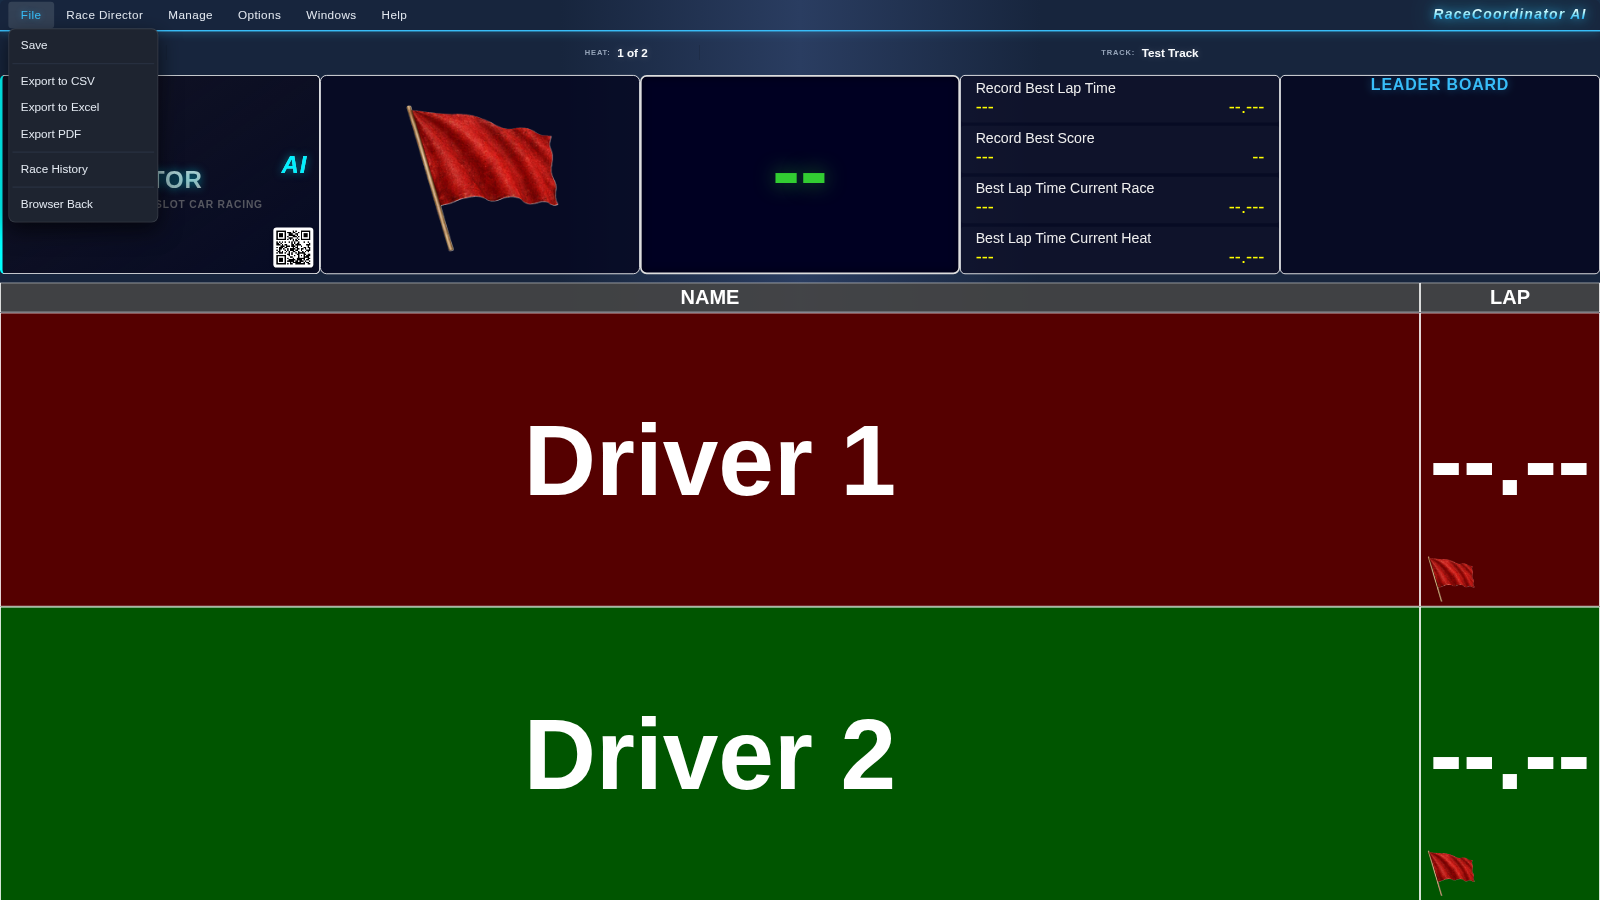 File Race Director Manage Options Windows Help RaceCoordinator AI
HEAT: 1 of 2 TRACK: Test Track
Save
Export to CSV
Export to Excel
Export PDF
Race History
Browser Back
AI
TOR
SLOT CAR RACING
--
Record Best Lap Time
--- --.---
Record Best Score
--- --
Best Lap Time Current Race
--- --.---
Best Lap Time Current Heat
--- --.---
LEADER BOARD
NAME LAP
Driver 1 --.--
Driver 2 --.--